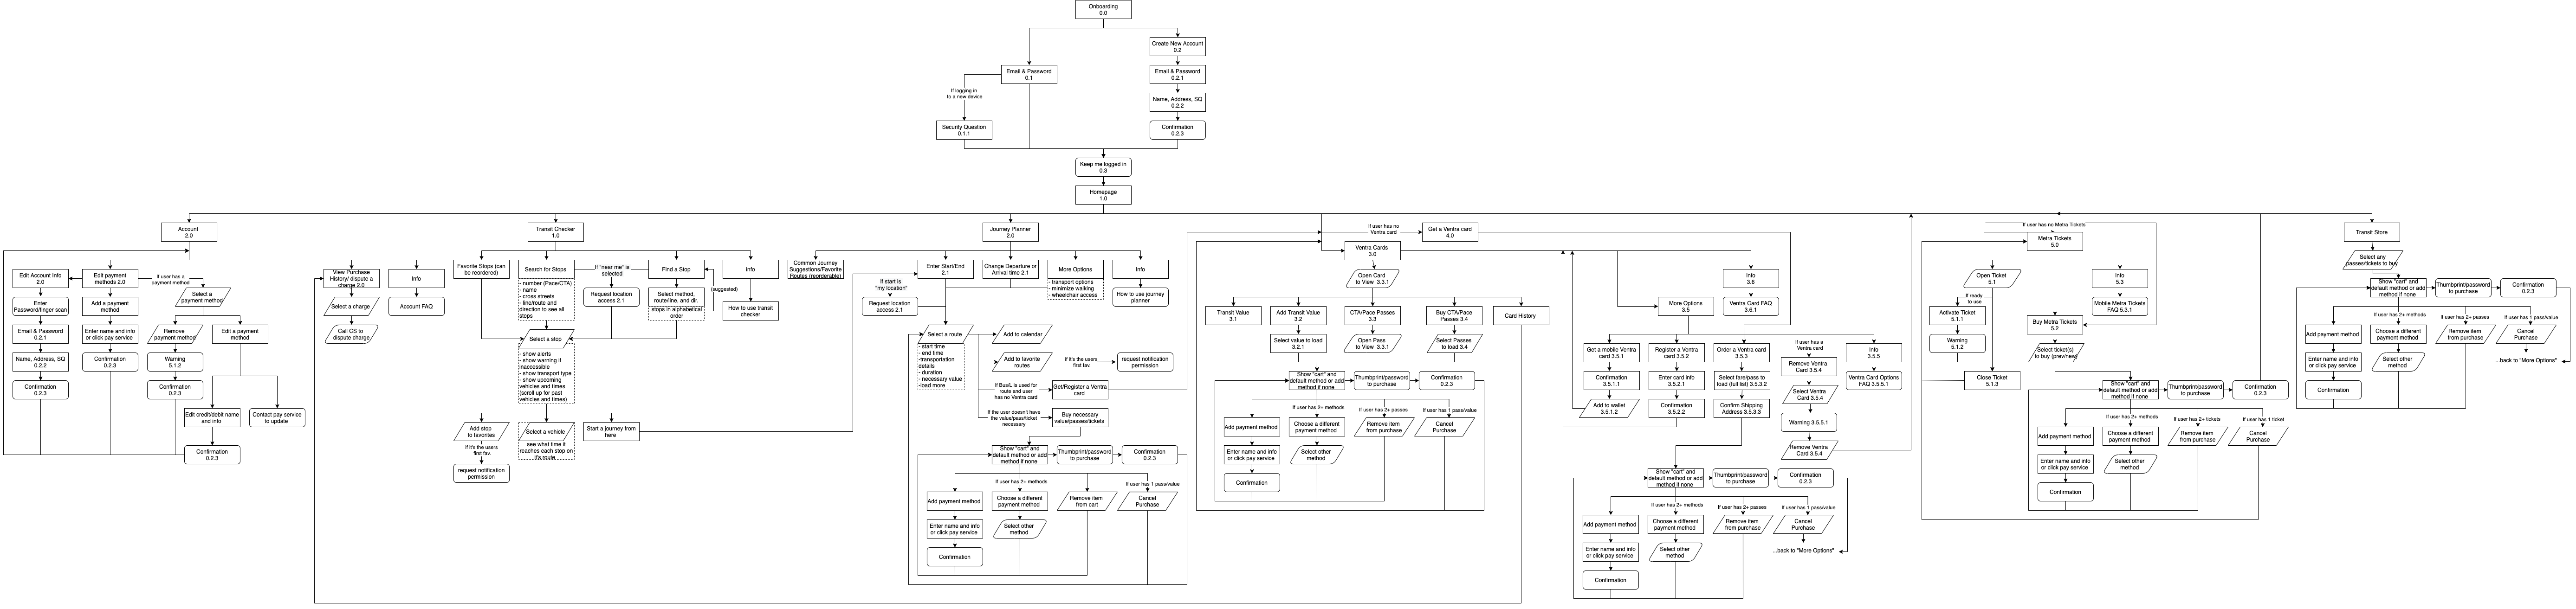 Onboarding
0.0
Create New Account
0.2
Email & Password
0.1
Email & Password
0.2.1
If logging in
to a new device
Name, Address, SQ
0.2.2
Security Question
0.1.1
Confirmation
0.2.3
Keep me logged in
0.3
Homepage
1.0
Account
2.0
Edit Account Info
2.0
Edit payment
methods 2.0
If user has a
payment method
Select a
payment method
Enter
Password/finger scan
Add a payment
method
Email & Password
0.2.1
Enter name and info
or click pay service
Remove
payment method
Edit a payment
method
Name, Address, SQ
0.2.2
Confirmation
0.2.3
Warning
5.1.2
Confirmation
0.2.3
Confirmation
0.2.3
Edit credit/debit name
and info
Contact pay service
to update
Confirmation
0.2.3
View Purchase
History/ dispute a
charge 2.0
Select a charge
Call CS to
dispute charge
Info
Account FAQ
Transit Checker
1.0
Favorite Stops (can
be reordered)
Search for Stops
- number (Pace/CTA)
- name
- cross streets
- line/route and
direction to see all
stops
If "near me" is
selected
Request location
access 2.1
Find a Stop
Select method,
route/line, and dir.
stops in alphabetical
order
(suggested)
info
How to use transit
checker
Select a stop
- show alerts
- show warning if
inaccessible
- show transport type
- show upcoming
vehicles and times
(scroll up for past
vehicles and times)
Add stop
to favorites
If it's the users
first fav.
request notification
permission
Select a vehicle
see what time it
reaches each stop on
it's route
Start a journey from
here
Journey Planner
2.0
Common Journey
Suggestions/Favorite
Routes (reorderable)
Enter Start/End
2.1
If start is
"my location"
Request location
access 2.1
Change Departure or
Arrival time 2.1
More Options
- transport options
- minimize walking
- wheelchair access
Info
How to use journey
planner
Select a route
- start time
- end time
-transportation
details
- duration
- necessary value
-load more
Add to calendar
Add to favorite
routes
If it's the users
first fav.
request notification
permission
If Bus/L is used for
route and user
has no Ventra card
Get/Register a Ventra
card
If the user doesn't have
the value/pass/ticket
necessary
Buy necessary
value/passes/tickets
Show "cart" and
default method or add
method if none
Thumbprint/password
to purchase
Confirmation
0.2.3
If user has 2+ methods
If user has 1 pass/value
Add payment method
Choose a different
payment method
Remove item
from cart
Cancel
Purchase
Enter name and info
or click pay service
Select other
method
Confirmation
If user has no
Ventra card
Get a Ventra card
4.0
Ventra Cards
3.0
Open Card
to View 3.3.1
Transit Value
3.1
Add Transit Value
3.2
CTA/Pace Passes
3.3
Buy CTA/Pace
Passes 3.4
Card History
Select value to load
3.2.1
Open Pass
to View 3.3.1
Select Passes
to load 3.4
Show "cart" and
default method or add
method if none
Thumbprint/password
to purchase
Confirmation
0.2.3
If user has 2+ methods
If user has 2+ passes
If user has 1 pass/value
Add payment method
Choose a different
payment method
Remove item
from purchase
Cancel
Purchase
Enter name and info
or click pay service
Select other
method
Confirmation
Info
3.6
Ventra Card FAQ
3.6.1
More Options
3.5
Get a mobile Ventra
card 3.5.1
Register a Ventra
card 3.5.2
Order a Ventra card
3.5.3
If user has a
Ventra card
Remove Ventra
Card 3.5.4
Info
3.5.5
Confirmation
3.5.1.1
Enter card info
3.5.2.1
Select fare/pass to
load (full list) 3.5.3.2
Select Ventra
Card 3.5.4
Ventra Card Options
FAQ 3.5.5.1
Add to wallet
3.5.1.2
Confirmation
3.5.2.2
Confirm Shipping
Address 3.5.3.3
Warning 3.5.5.1
Remove Ventra
Card 3.5.4
Show "cart" and
default method or add
method if none
Thumbprint/password
to purchase
Confirmation
0.2.3
If user has 2+ methods
If user has 2+ passes
If user has 1 pass/value
Add payment method
Choose a different
payment method
Remove item
from purchase
Cancel
Purchase
Enter name and info
or click pay service
Select other
method
...back to "More Options"
Confirmation
If user has no Metra Tickets
Metra Tickets
5.0
Open Ticket
5.1
If ready
to use
Activate Ticket
5.1.1
Warning
5.1.2
Close Ticket
5.1.3
Info
5.3
Mobile Metra Tickets
FAQ 5.3.1
Buy Metra Tickets
5.2
Select ticket(s)
to buy (prev/new)
Show "cart" and
default method or add
method if none
Thumbprint/password
to purchase
Confirmation
0.2.3
If user has 2+ methods
If user has 2+ tickets
If user has 1 ticket
Add payment method
Choose a different
payment method
Remove item
from purchase
Cancel
Purchase
Enter name and info
or click pay service
Select other
method
Confirmation
Transit Store
Select any
passes/tickets to buy
Show "cart" and
default method or add
method if none
Thumbprint/password
to purchase
Confirmation
0.2.3
If user has 2+ methods
If user has 2+ passes
If user has 1 pass/value
Add payment method
Choose a different
payment method
Remove item
from purchase
Cancel
Purchase
Enter name and info
or click pay service
Select other
method
...back to "More Options"
Confirmation